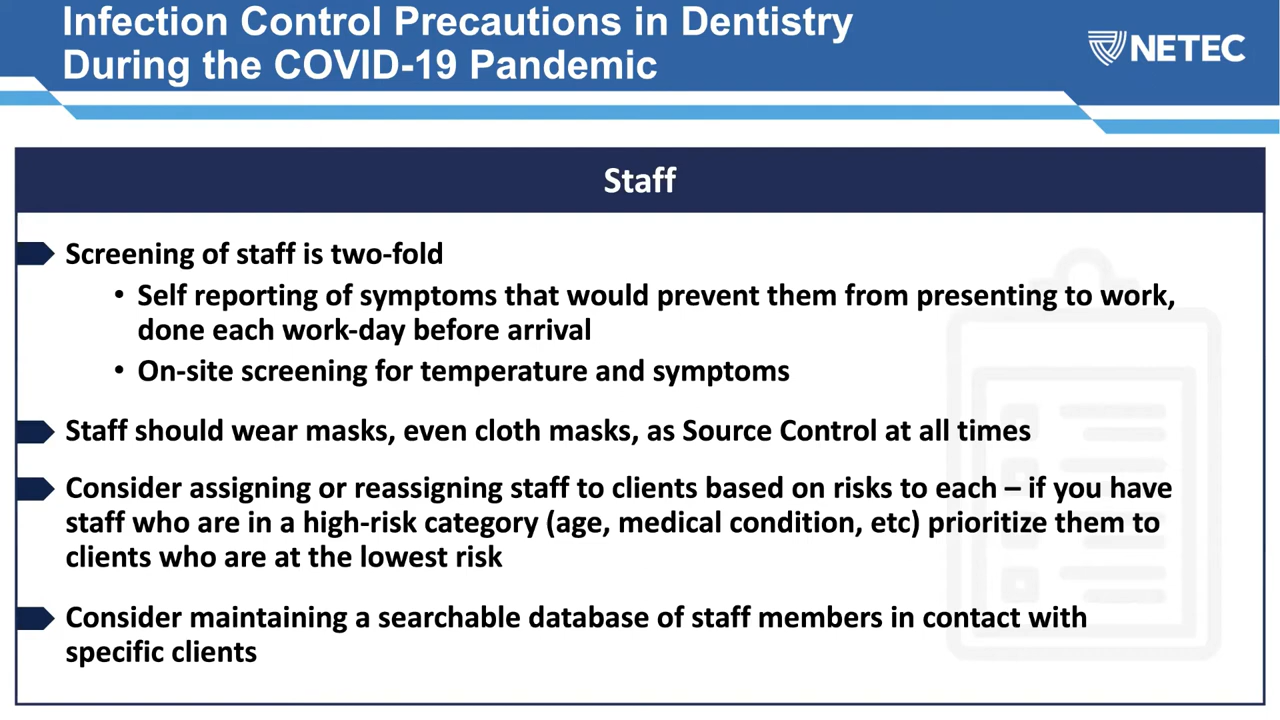 Infection Control Precautions in Dentistry
During the COVID-19 Pandemic
NETEC
Staff
Screening of staff is two-fold
• Self reporting of symptoms that would prevent them from presenting to work,
done each work-day before arrival
• On-site screening for temperature and symptoms
Staff should wear masks, even cloth masks, as Source Control at all times
Consider assigning or reassigning staff to clients based on risks to each – if you have
staff who are in a high-risk category (age, medical condition, etc) prioritize them to
clients who are at the lowest risk
Consider maintaining a searchable database of staff members in contact with
specific clients